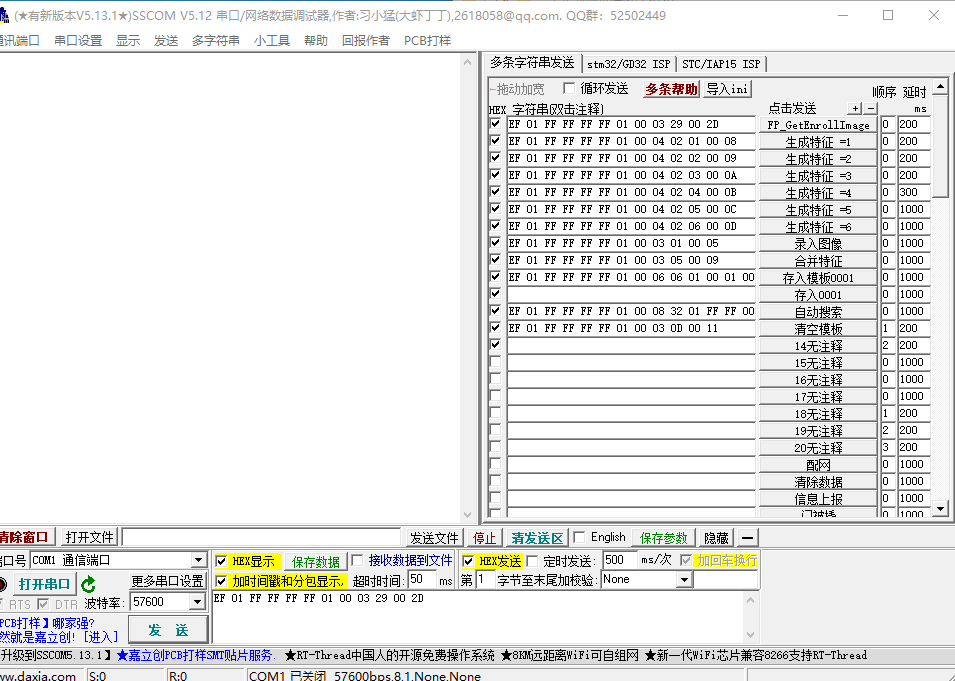 (★有新版本V5.13.1★)SSCOM V5.12 串口/网络数据调试器,作者:习小猛(大虾丁丁),2618058@qq.com. QQ群: 52502449
通讯端口 串口设置 显示 发送 多字符串 小工具 帮助 回报作者 PCB打样
多条字符串发送 stm32/GD32 ISP STC/IAP15 ISP
←拖动加宽 循环发送 多条帮助 导入ini 顺序 延时
HEX 字符串(双击注释) 点击发送 + − ms
EF 01 FF FF FF FF 01 00 03 29 00 2D FP_GetEnrollImage 0 200
EF 01 FF FF FF FF 01 00 04 02 01 00 08 生成特征 =1 0 200
EF 01 FF FF FF FF 01 00 04 02 02 00 09 生成特征 =2 0 200
EF 01 FF FF FF FF 01 00 04 02 03 00 0A 生成特征 =3 0 200
EF 01 FF FF FF FF 01 00 04 02 04 00 0B 生成特征 =4 0 300
EF 01 FF FF FF FF 01 00 04 02 05 00 0C 生成特征 =5 0 1000
EF 01 FF FF FF FF 01 00 04 02 06 00 0D 生成特征 =6 0 1000
EF 01 FF FF FF FF 01 00 03 01 00 05 录入图像 0 1000
EF 01 FF FF FF FF 01 00 03 05 00 09 合并特征 0 1000
EF 01 FF FF FF FF 01 00 06 06 01 00 01 00 存入模板0001 0 1000
存入0001 0 1000
EF 01 FF FF FF FF 01 00 08 32 01 FF FF 00 自动搜索 0 1000
EF 01 FF FF FF FF 01 00 03 0D 00 11 清空模板 1 200
14无注释 2 200
15无注释 0 1000
16无注释 0 1000
17无注释 0 1000
18无注释 1 200
19无注释 2 200
20无注释 3 200
配网 0 1000
清除数据 0 1000
信息上报 0 1000
门被撬 0 1000
清除窗口 打开文件 发送文件 停止 清发送区 English 保存参数 隐藏 —
端口号 COM1 通信端口 HEX显示 保存数据 接收数据到文件 HEX发送 定时发送: 500 ms/次 加回车换行
打开串口 更多串口设置 加时间戳和分包显示, 超时时间: 50 ms 第 1 字节至末尾加校验: None
RTS DTR 波特率: 57600 EF 01 FF FF FF FF 01 00 03 29 00 2D
PCB打样】哪家强?
然就是嘉立创! [进入] 发 送
升级到SSCOM5.13.1】★嘉立创PCB打样SMT贴片服务. ★RT-Thread中国人的开源免费操作系统 ★8KM远距离WiFi可自组网 ★新一代WiFi芯片兼容8266支持RT-Thread
ww.daxia.com S:0 R:0 COM1 已关闭 57600bps,8,1,None,None